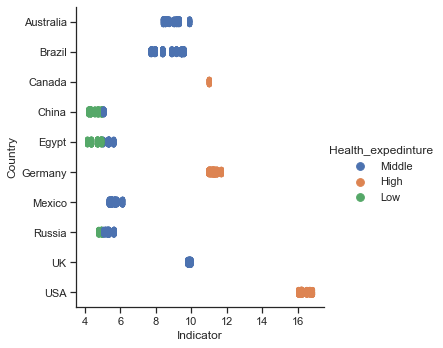 Australia
Brazil
Canada
China
Egypt
Germany
Mexico
Russia
UK
USA
Country
4 6 8 10 12 14 16
Indicator
Health_expedinture
Middle
High
Low